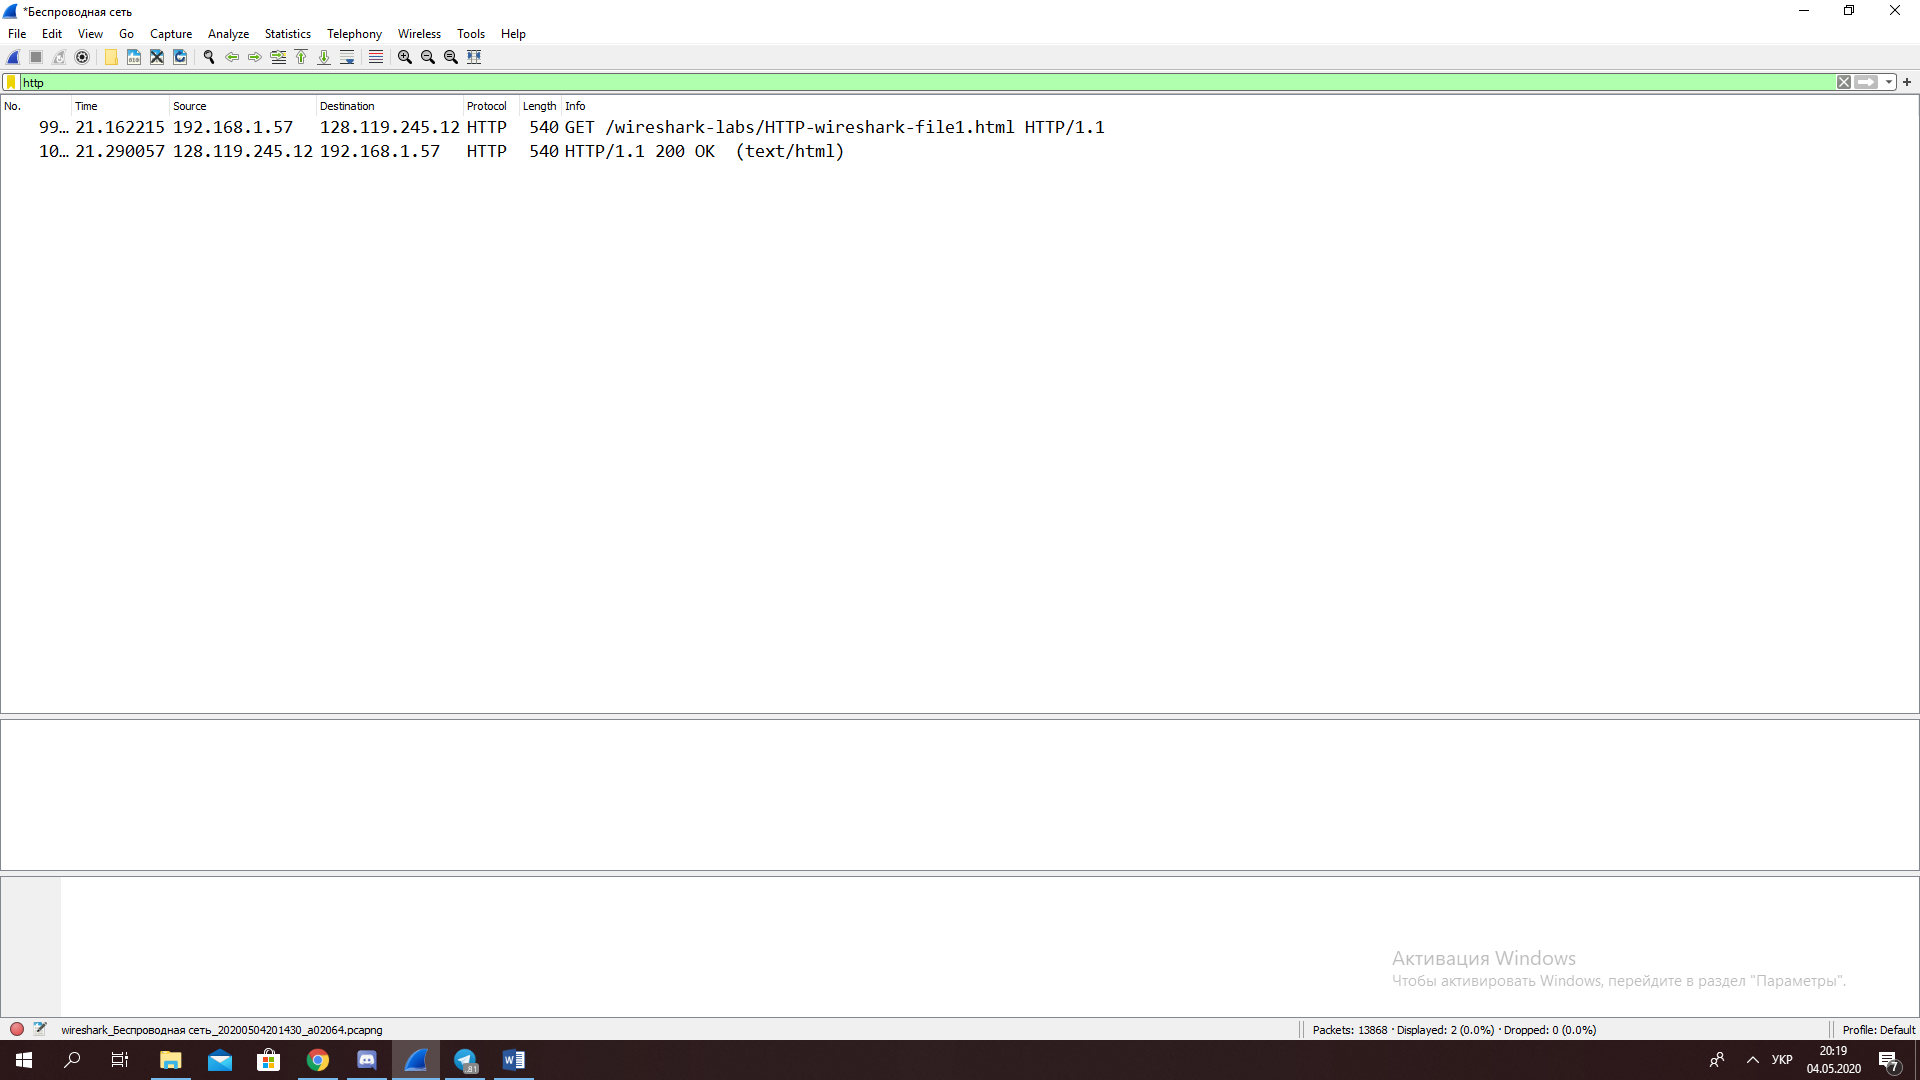 *Беспроводная сеть
File Edit View Go Capture Analyze Statistics Telephony Wireless Tools Help
http
No. Time Source Destination Protocol Length Info
99... 21.162215 192.168.1.57 128.119.245.12 HTTP 540 GET /wireshark-labs/HTTP-wireshark-file1.html HTTP/1.1
10... 21.290057 128.119.245.12 192.168.1.57 HTTP 540 HTTP/1.1 200 OK (text/html)
Активация Windows
Чтобы активировать Windows, перейдите в раздел "Параметры".
wireshark_Беспроводная сеть_20200504201430_a02064.pcapng
Packets: 13868 · Displayed: 2 (0.0%) · Dropped: 0 (0.0%)
Profile: Default
81
УКР
20:19
04.05.2020
7